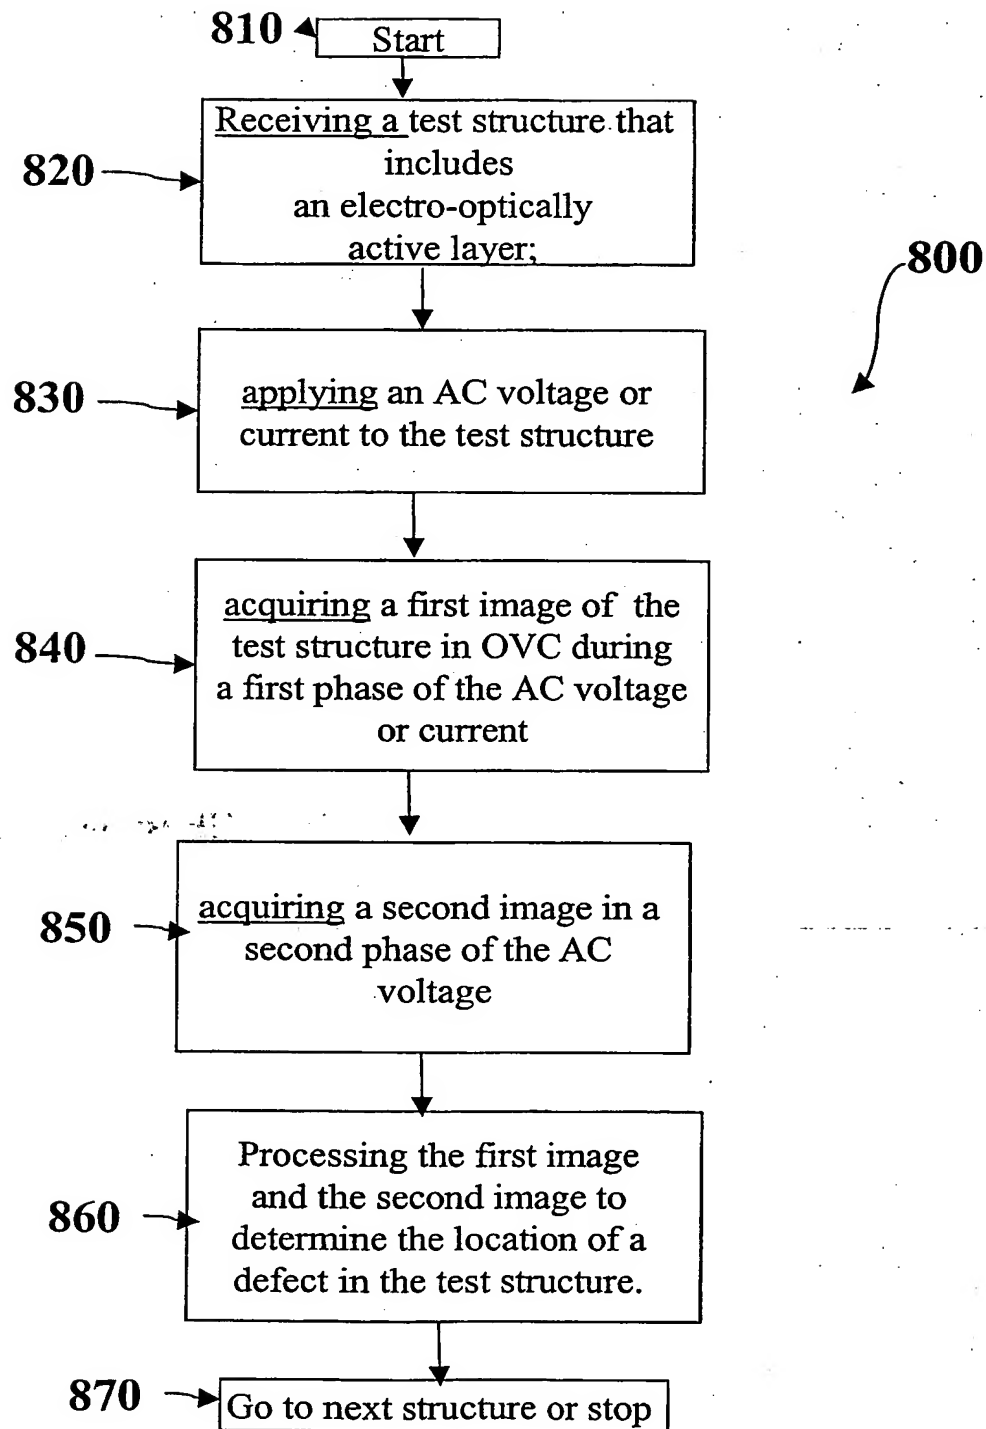 810
Start
820
Receiving a test structure that
includes
an electro-optically
active layer;
800
830
applying an AC voltage or
current to the test structure
840
acquiring a first image of the
test structure in OVC during
a first phase of the AC voltage
or current
850
acquiring a second image in a
second phase of the AC
voltage
860
Processing the first image
and the second image to
determine the location of a
defect in the test structure.
870
Go to next structure or stop